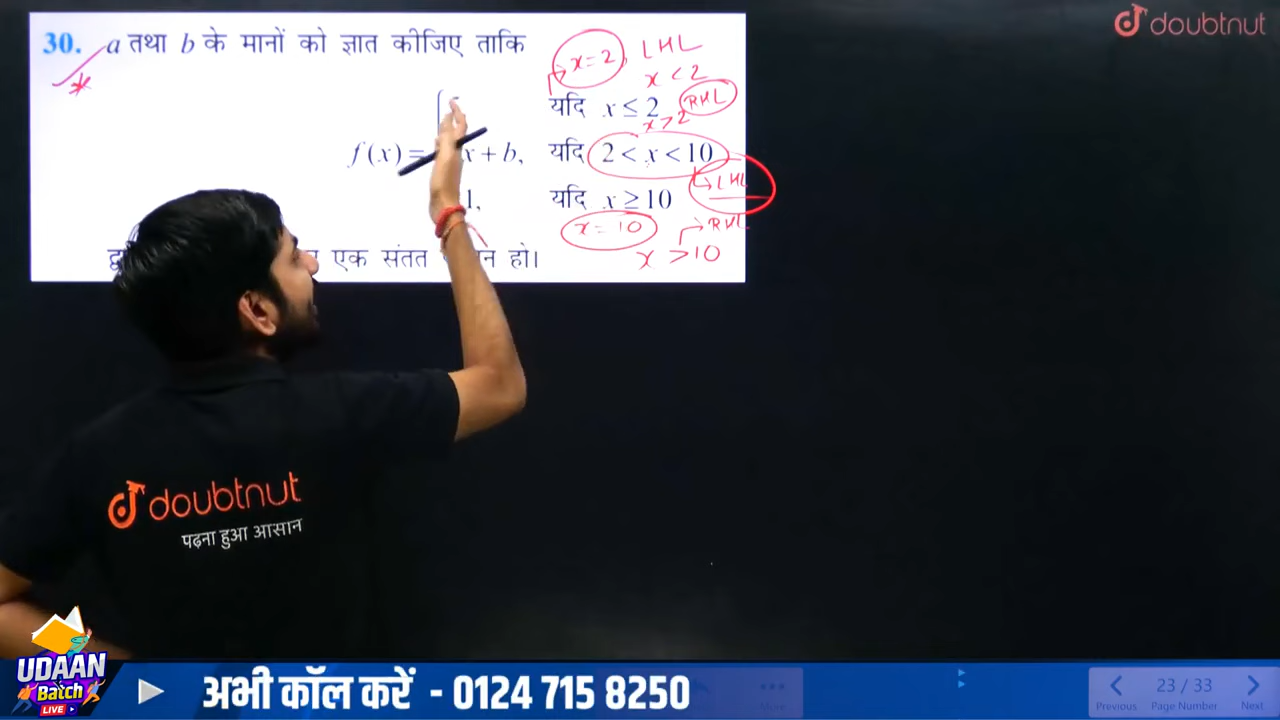 doubtnut
30. a तथा b के मानों को ज्ञात कीजिए ताकि
x=2, LHL
x < 2
यदि x ≤ 2 RHL
x > 2
f(x) = x + b, यदि 2 < x < 10
LHL
1, यदि x ≥ 10
x = 10 RHL
x > 10
एक संतत हो।
doubtnut
पढ़ना हुआ आसान
UDAAN
Batch
LIVE
अभी कॉल करें - 0124 715 8250
More
23 / 33
Previous Page Number Next